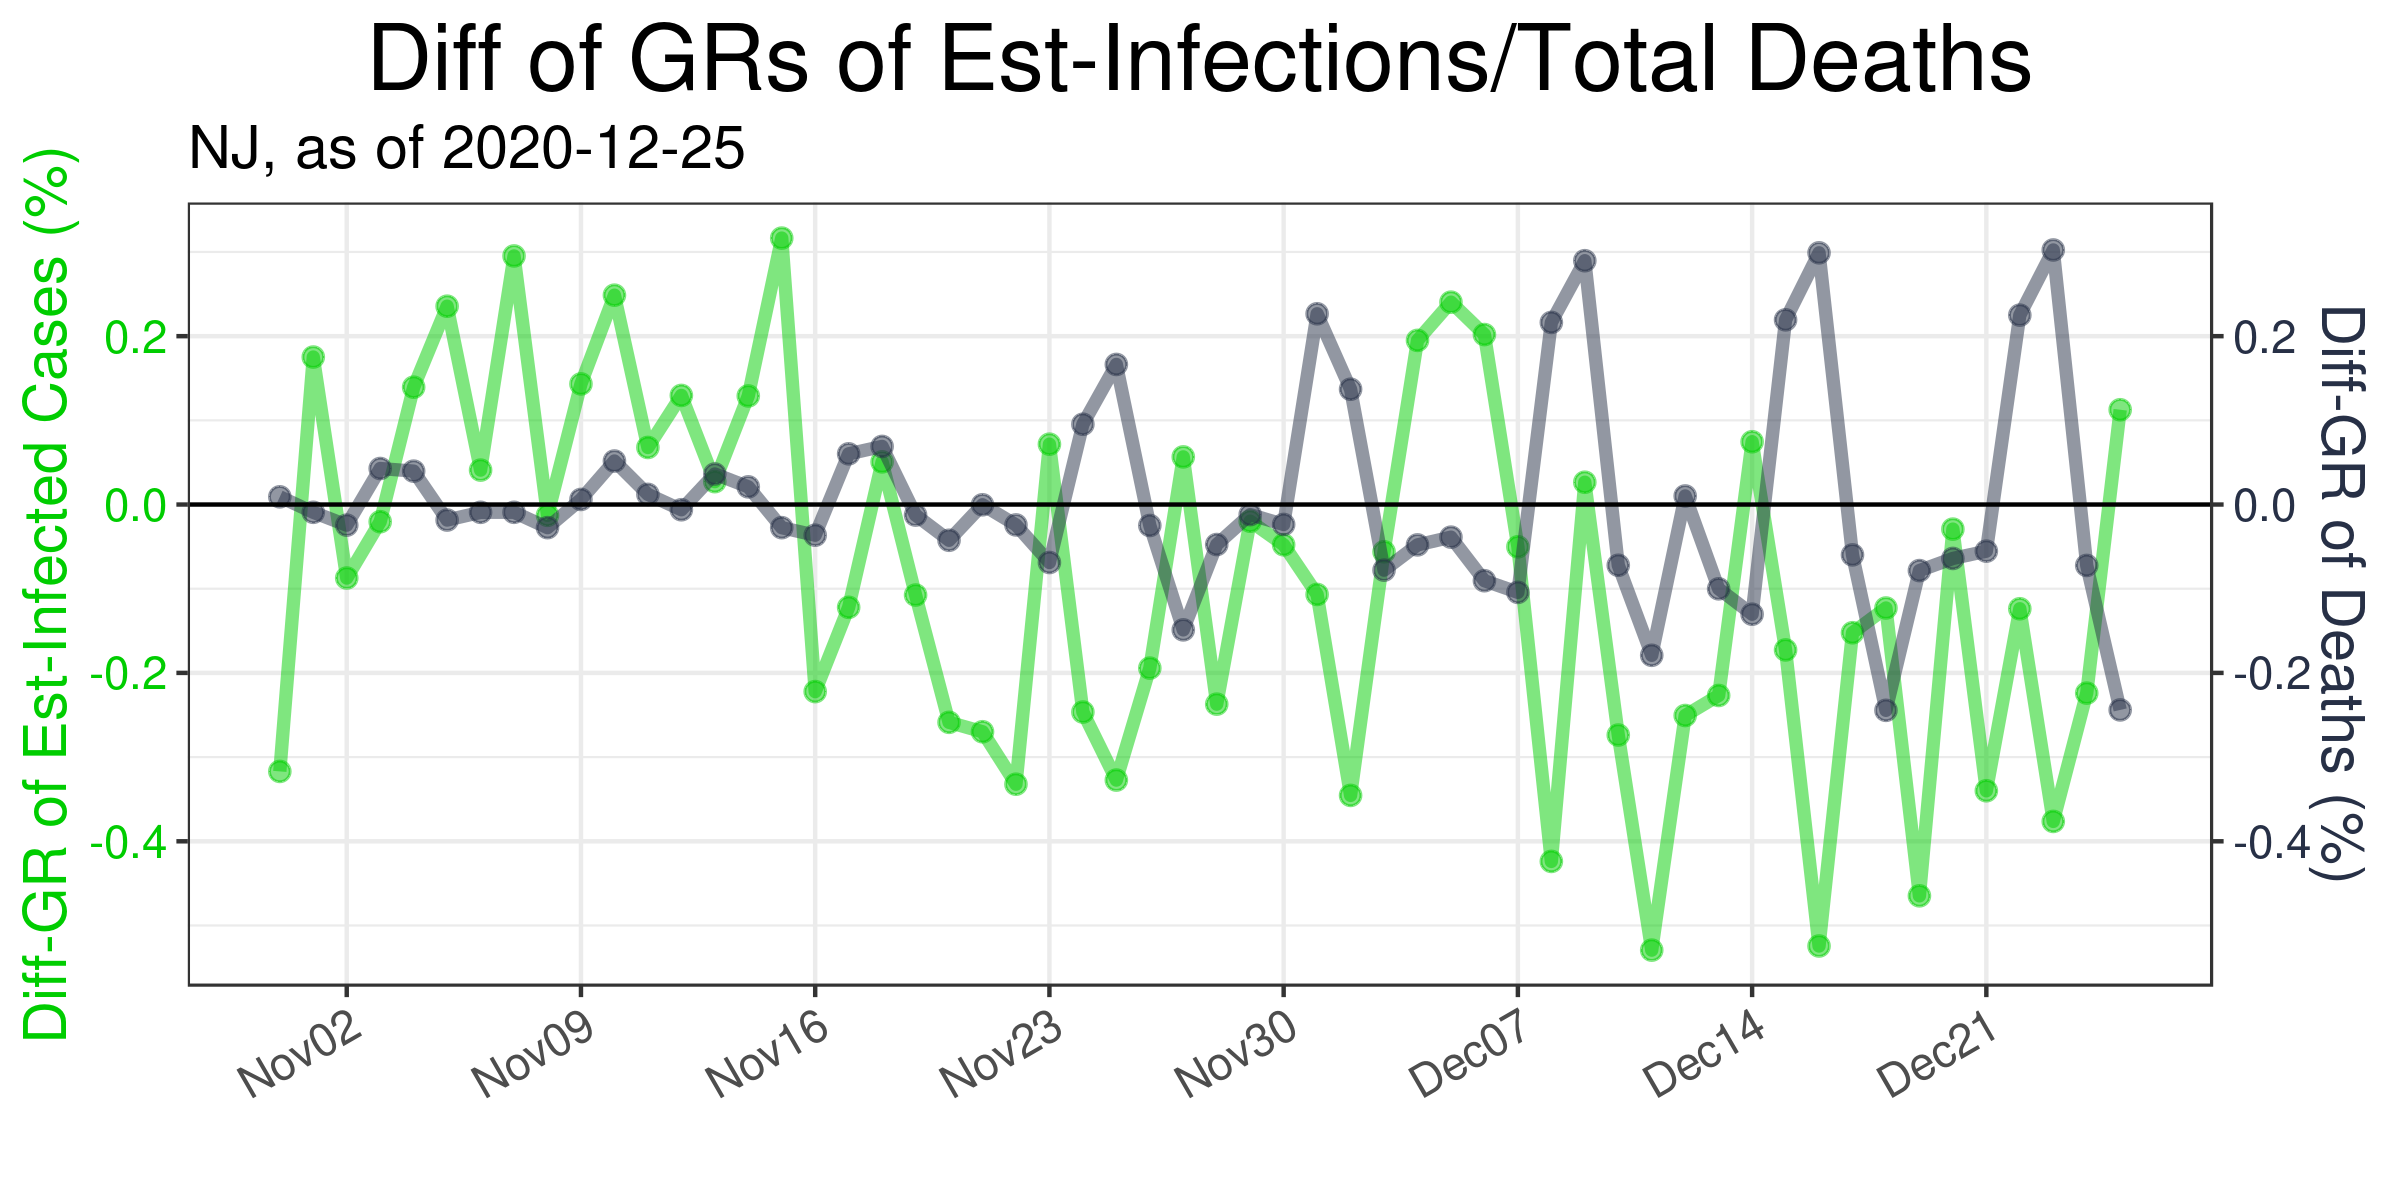 Diff of GRs of Est-Infections/Total Deaths
NJ, as of 2020-12-25
Diff-GR of Est-Infected Cases (%)
0.2
0.0
-0.2
-0.4
0.2
0.0
-0.2
-0.4
Diff-GR of Deaths (%)
Nov02
Nov09
Nov16
Nov23
Nov30
Dec07
Dec14
Dec21